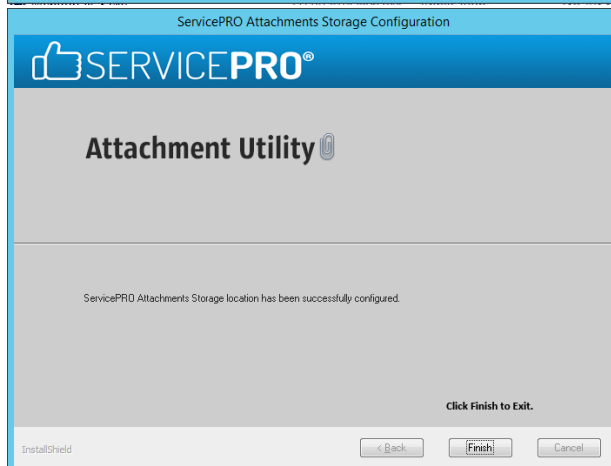 ServicePRO Attachments Storage Configuration
SERVICEPRO®
Attachment Utility
ServicePRO Attachments Storage location has been successfully configured.
Click Finish to Exit.
InstallShield
< Back
Finish
Cancel